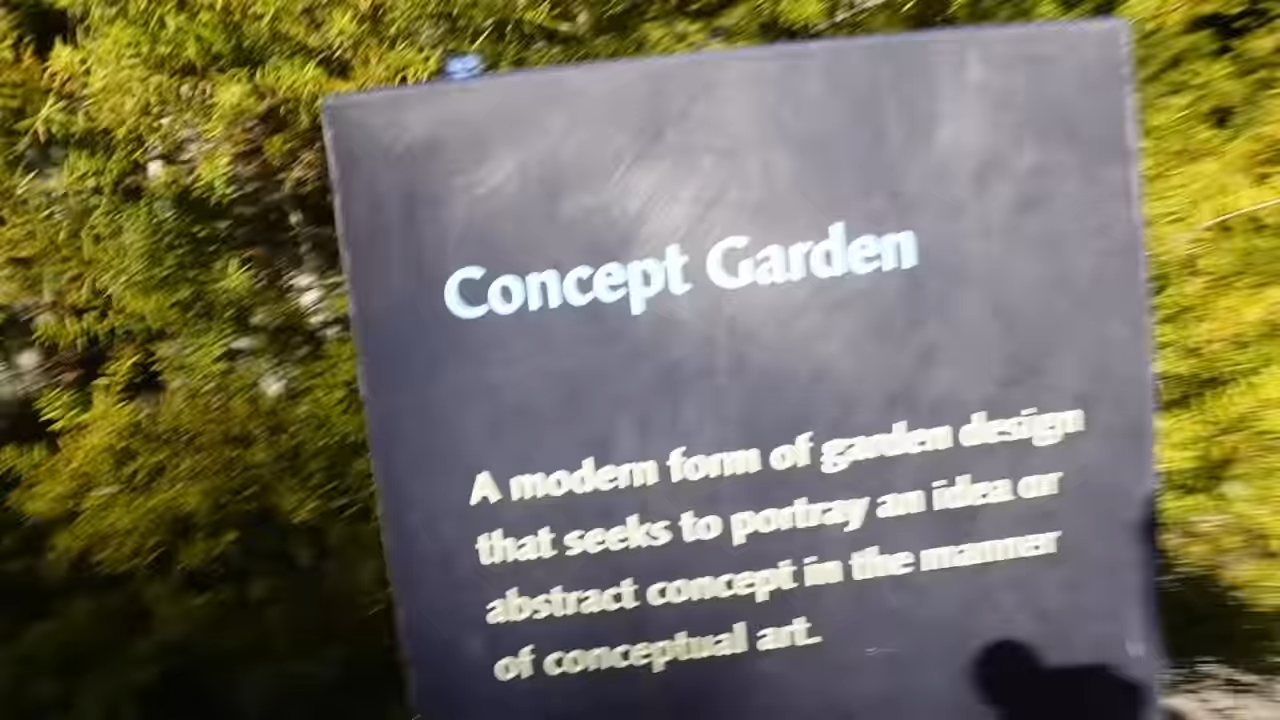 Concept Garden
A modern form of garden design
that seeks to portray an idea or
abstract concept in the manner
of conceptual art.